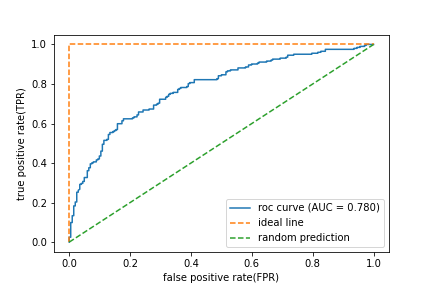 1.0
0.8
0.6
0.4
0.2
0.0
true positive rate(TPR)
roc curve (AUC = 0.780)
ideal line
random prediction
0.0 0.2 0.4 0.6 0.8 1.0
false positive rate(FPR)